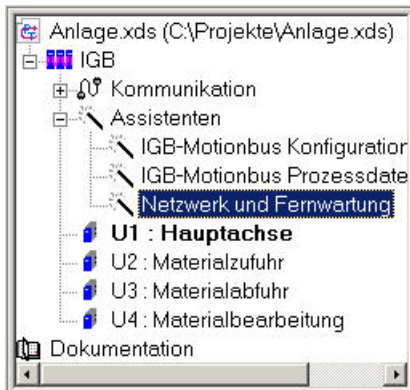 Anlage.xds (C:\Projekte\Anlage.xds)
IGB
Kommunikation
Assistenten
IGB-Motionbus Konfiguration
IGB-Motionbus Prozessdate
Netzwerk und Fernwartung
U1 : Hauptachse
U2 : Materialzufuhr
U3 : Materialabfuhr
U4 : Materialbearbeitung
Dokumentation